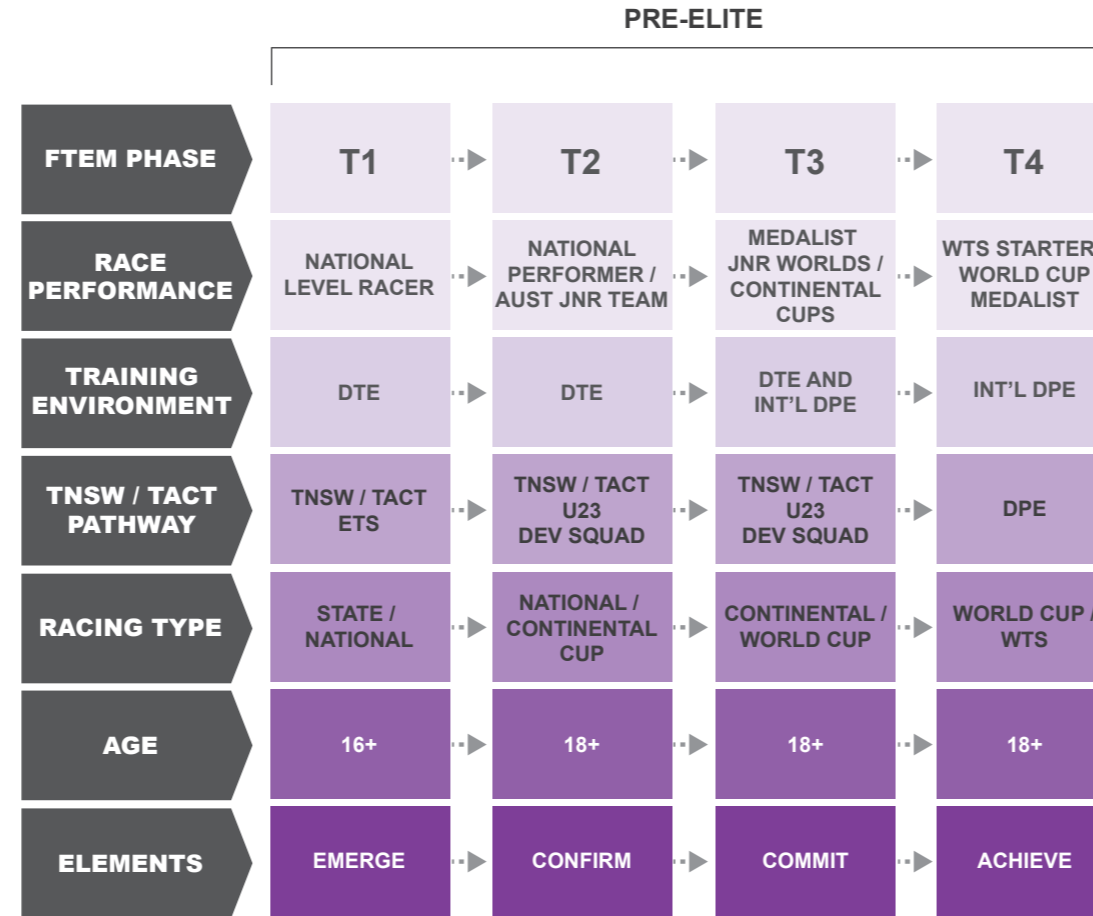 PRE-ELITE
FTEM PHASE
T1
T2
T3
T4
RACE
PERFORMANCE
NATIONAL
LEVEL RACER
NATIONAL
PERFORMER /
AUST JNR TEAM
MEDALIST
JNR WORLDS /
CONTINENTAL
CUPS
WTS STARTER
WORLD CUP
MEDALIST
TRAINING
ENVIRONMENT
DTE
DTE
DTE AND
INT'L DPE
INT'L DPE
TNSW / TACT
PATHWAY
TNSW / TACT
ETS
TNSW / TACT
U23
DEV SQUAD
TNSW / TACT
U23
DEV SQUAD
DPE
RACING TYPE
STATE /
NATIONAL
NATIONAL /
CONTINENTAL
CUP
CONTINENTAL /
WORLD CUP
WORLD CUP /
WTS
AGE
16+
18+
18+
18+
ELEMENTS
EMERGE
CONFIRM
COMMIT
ACHIEVE